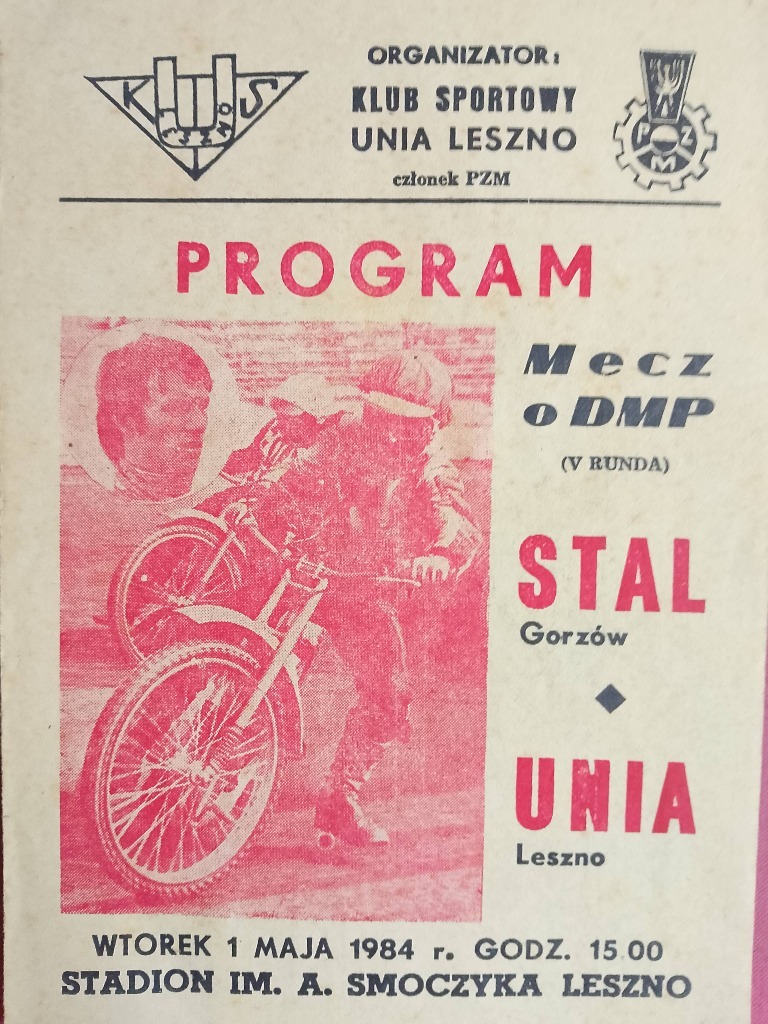 K U S
LESZNO
ORGANIZATOR:
KLUB SPORTOWY
UNIA LESZNO
członek PZM
P Z
M
PROGRAM
Mecz
o DMP
(V RUNDA)
STAL
Gorzów
UNIA
Leszno
WTOREK 1 MAJA 1984 r. GODZ. 15.00
STADION IM. A. SMOCZYKA LESZNO